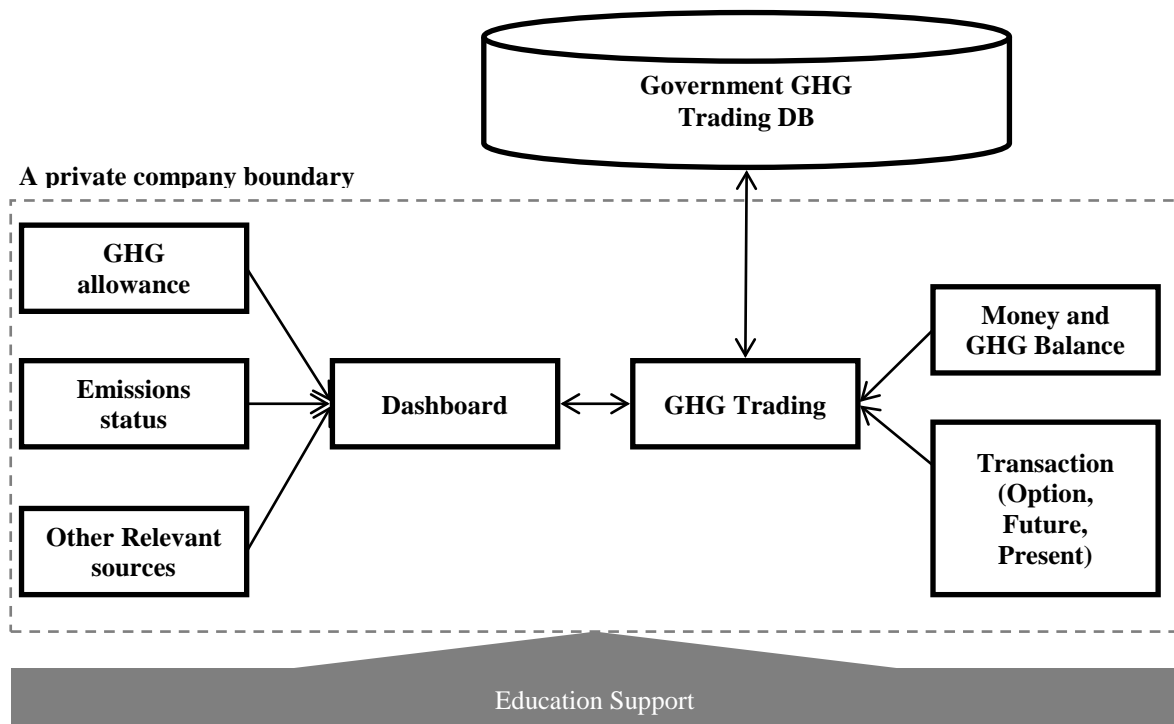 Government GHG
Trading DB
A private company boundary
GHG
allowance
Emissions
status
Other Relevant
sources
Dashboard
GHG Trading
Money and
GHG Balance
Transaction
(Option,
Future,
Present)
Education Support